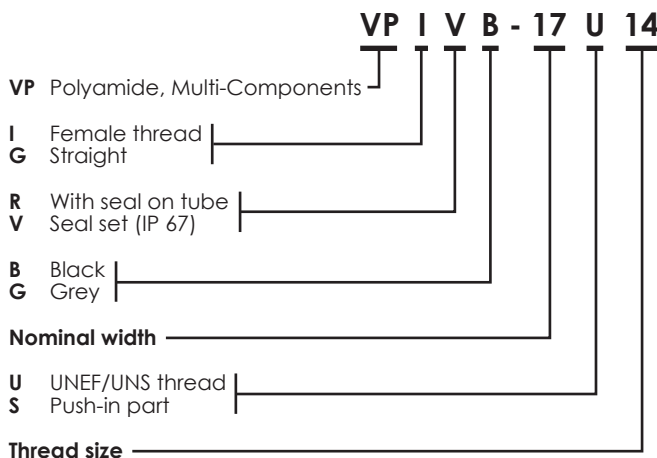 VP I V B - 17 U 14
VP Polyamide, Multi-Components
I Female thread
G Straight
R With seal on tube
V Seal set (IP 67)
B Black
G Grey
Nominal width
U UNEF/UNS thread
S Push-in part
Thread size